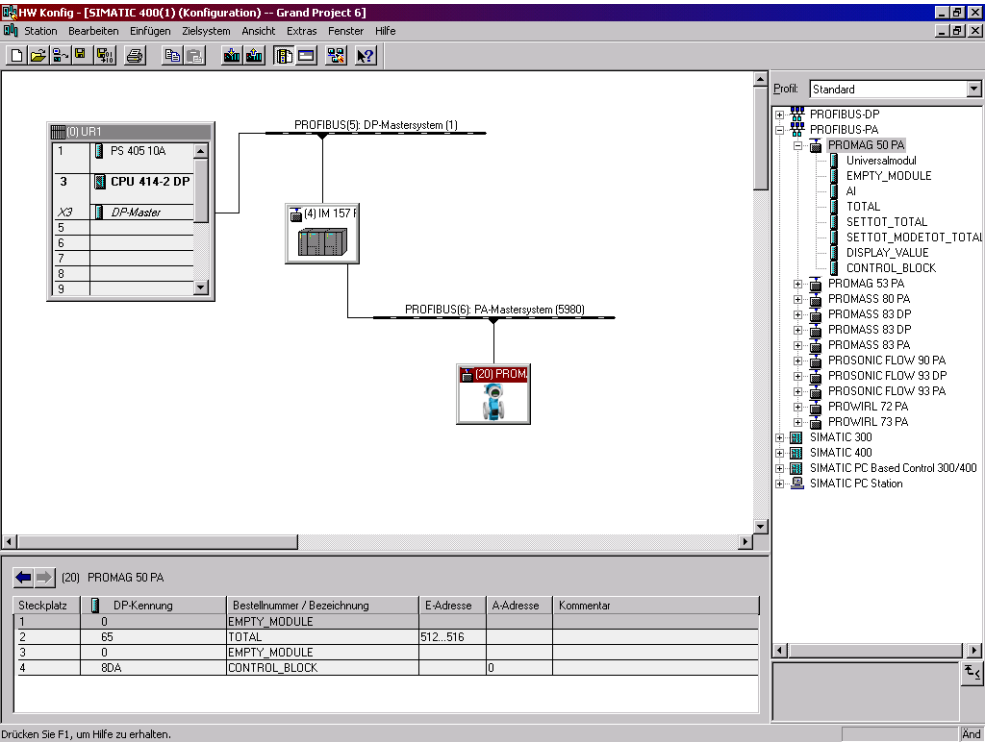 HW Konfig - [SIMATIC 400(1) (Konfiguration) -- Grand Project 6]
Station Bearbeiten Einfügen Zielsystem Ansicht Extras Fenster Hilfe
PROFIBUS(5): DP-Mastersystem (1)
(0) UR1
1 PS 405 10A
3 CPU 414-2 DP
X3 DP-Master
5
6
7
8
9
(4) IM 157
PROFIBUS(6): PA-Mastersystem (5980)
(20) PROM
Profil: Standard
PROFIBUS-DP
PROFIBUS-PA
PROMAG 50 PA
Universalmodul
EMPTY_MODULE
AI
TOTAL
SETTOT_TOTAL
SETTOT_MODETOT_TOTAL
DISPLAY_VALUE
CONTROL_BLOCK
PROMAG 53 PA
PROMASS 80 PA
PROMASS 83 DP
PROMASS 83 DP
PROMASS 83 PA
PROSONIC FLOW 90 PA
PROSONIC FLOW 93 DP
PROSONIC FLOW 93 PA
PROWIRL 72 PA
PROWIRL 73 PA
SIMATIC 300
SIMATIC 400
SIMATIC PC Based Control 300/400
SIMATIC PC Station
(20) PROMAG 50 PA
Steckplatz DP-Kennung Bestellnummer / Bezeichnung E-Adresse A-Adresse Kommentar
1 0 EMPTY_MODULE
2 65 TOTAL 512...516
3 0 EMPTY_MODULE
4 8DA CONTROL_BLOCK 0
Drücken Sie F1, um Hilfe zu erhalten.
Änd